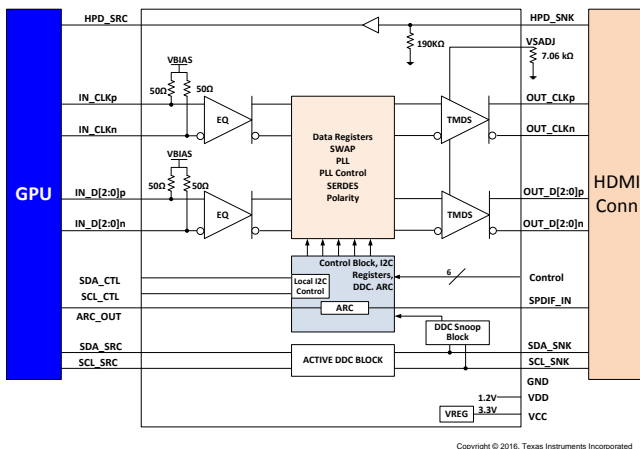 HPD_SRC
HPD_SNK
190KΩ
VSADJ
7.06 kΩ
VBIAS
50Ω
50Ω
IN_CLKp
IN_CLKn
EQ
TMDS
OUT_CLKp
OUT_CLKn
Data Registers
SWAP
PLL
PLL Control
SERDES
Polarity
GPU
HDMI
Conn
VBIAS
50Ω
50Ω
IN_D[2:0]p
IN_D[2:0]n
EQ
TMDS
OUT_D[2:0]p
OUT_D[2:0]n
Control Block, I2C
Registers,
DDC. ARC
Local I2C
Control
SDA_CTL
SCL_CTL
6
Control
ARC
ARC_OUT
SPDIF_IN
DDC Snoop
Block
SDA_SRC
SCL_SRC
ACTIVE DDC BLOCK
SDA_SNK
SCL_SNK
GND
1.2V
VDD
VREG
3.3V
VCC
Copyright © 2016, Texas Instruments Incorporated